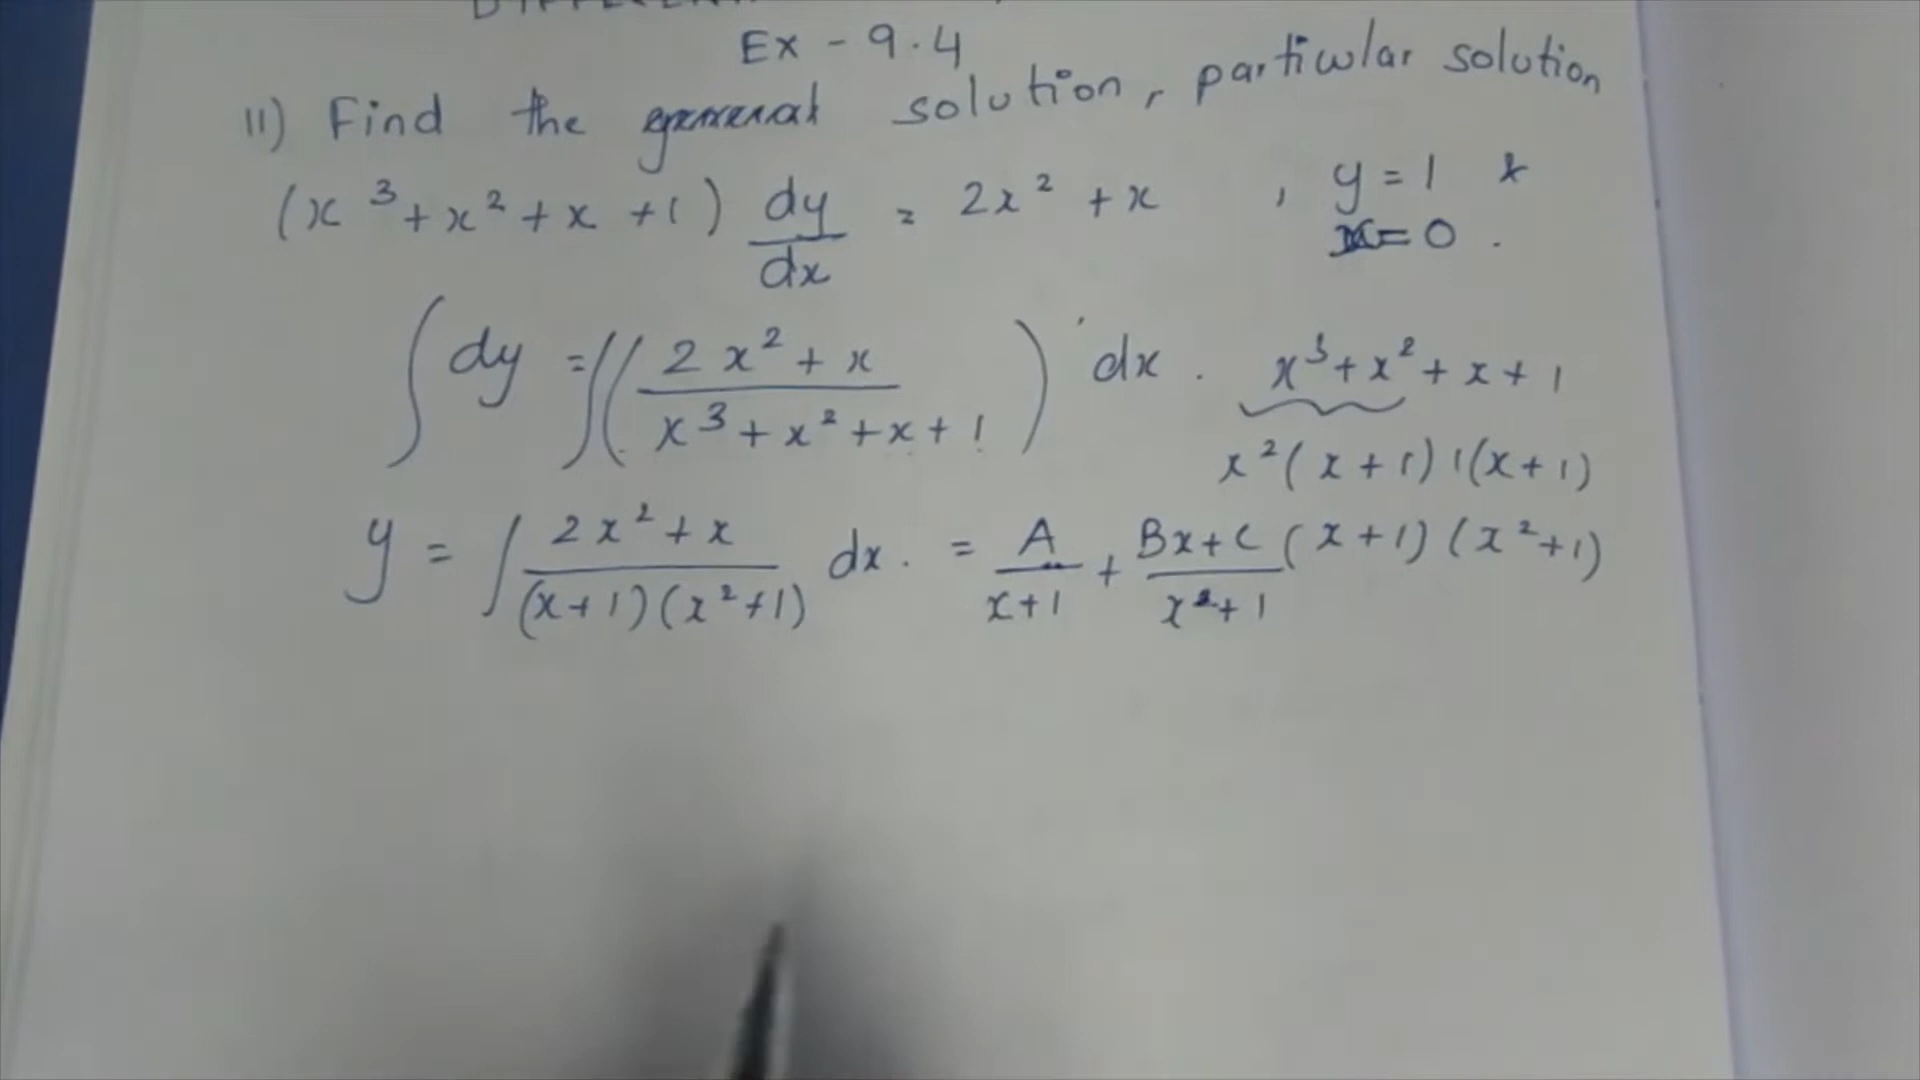 Ex - 9.4
11) Find the solution, particular solution
(x³ + x² + x + 1) dy/dx = 2x² + x , y = 1 &
x = 0 .
∫ dy = ∫ ( (2x² + x)/(x³ + x² + x + 1) ) dx . x³ + x² + x + 1
x² ( x + 1 ) 1(x + 1)
y = ∫ (2x² + x)/((x + 1)(x² + 1)) dx . = A/(x + 1) + (Bx + C)/(x² + 1) ( x + 1 ) ( x² + 1)